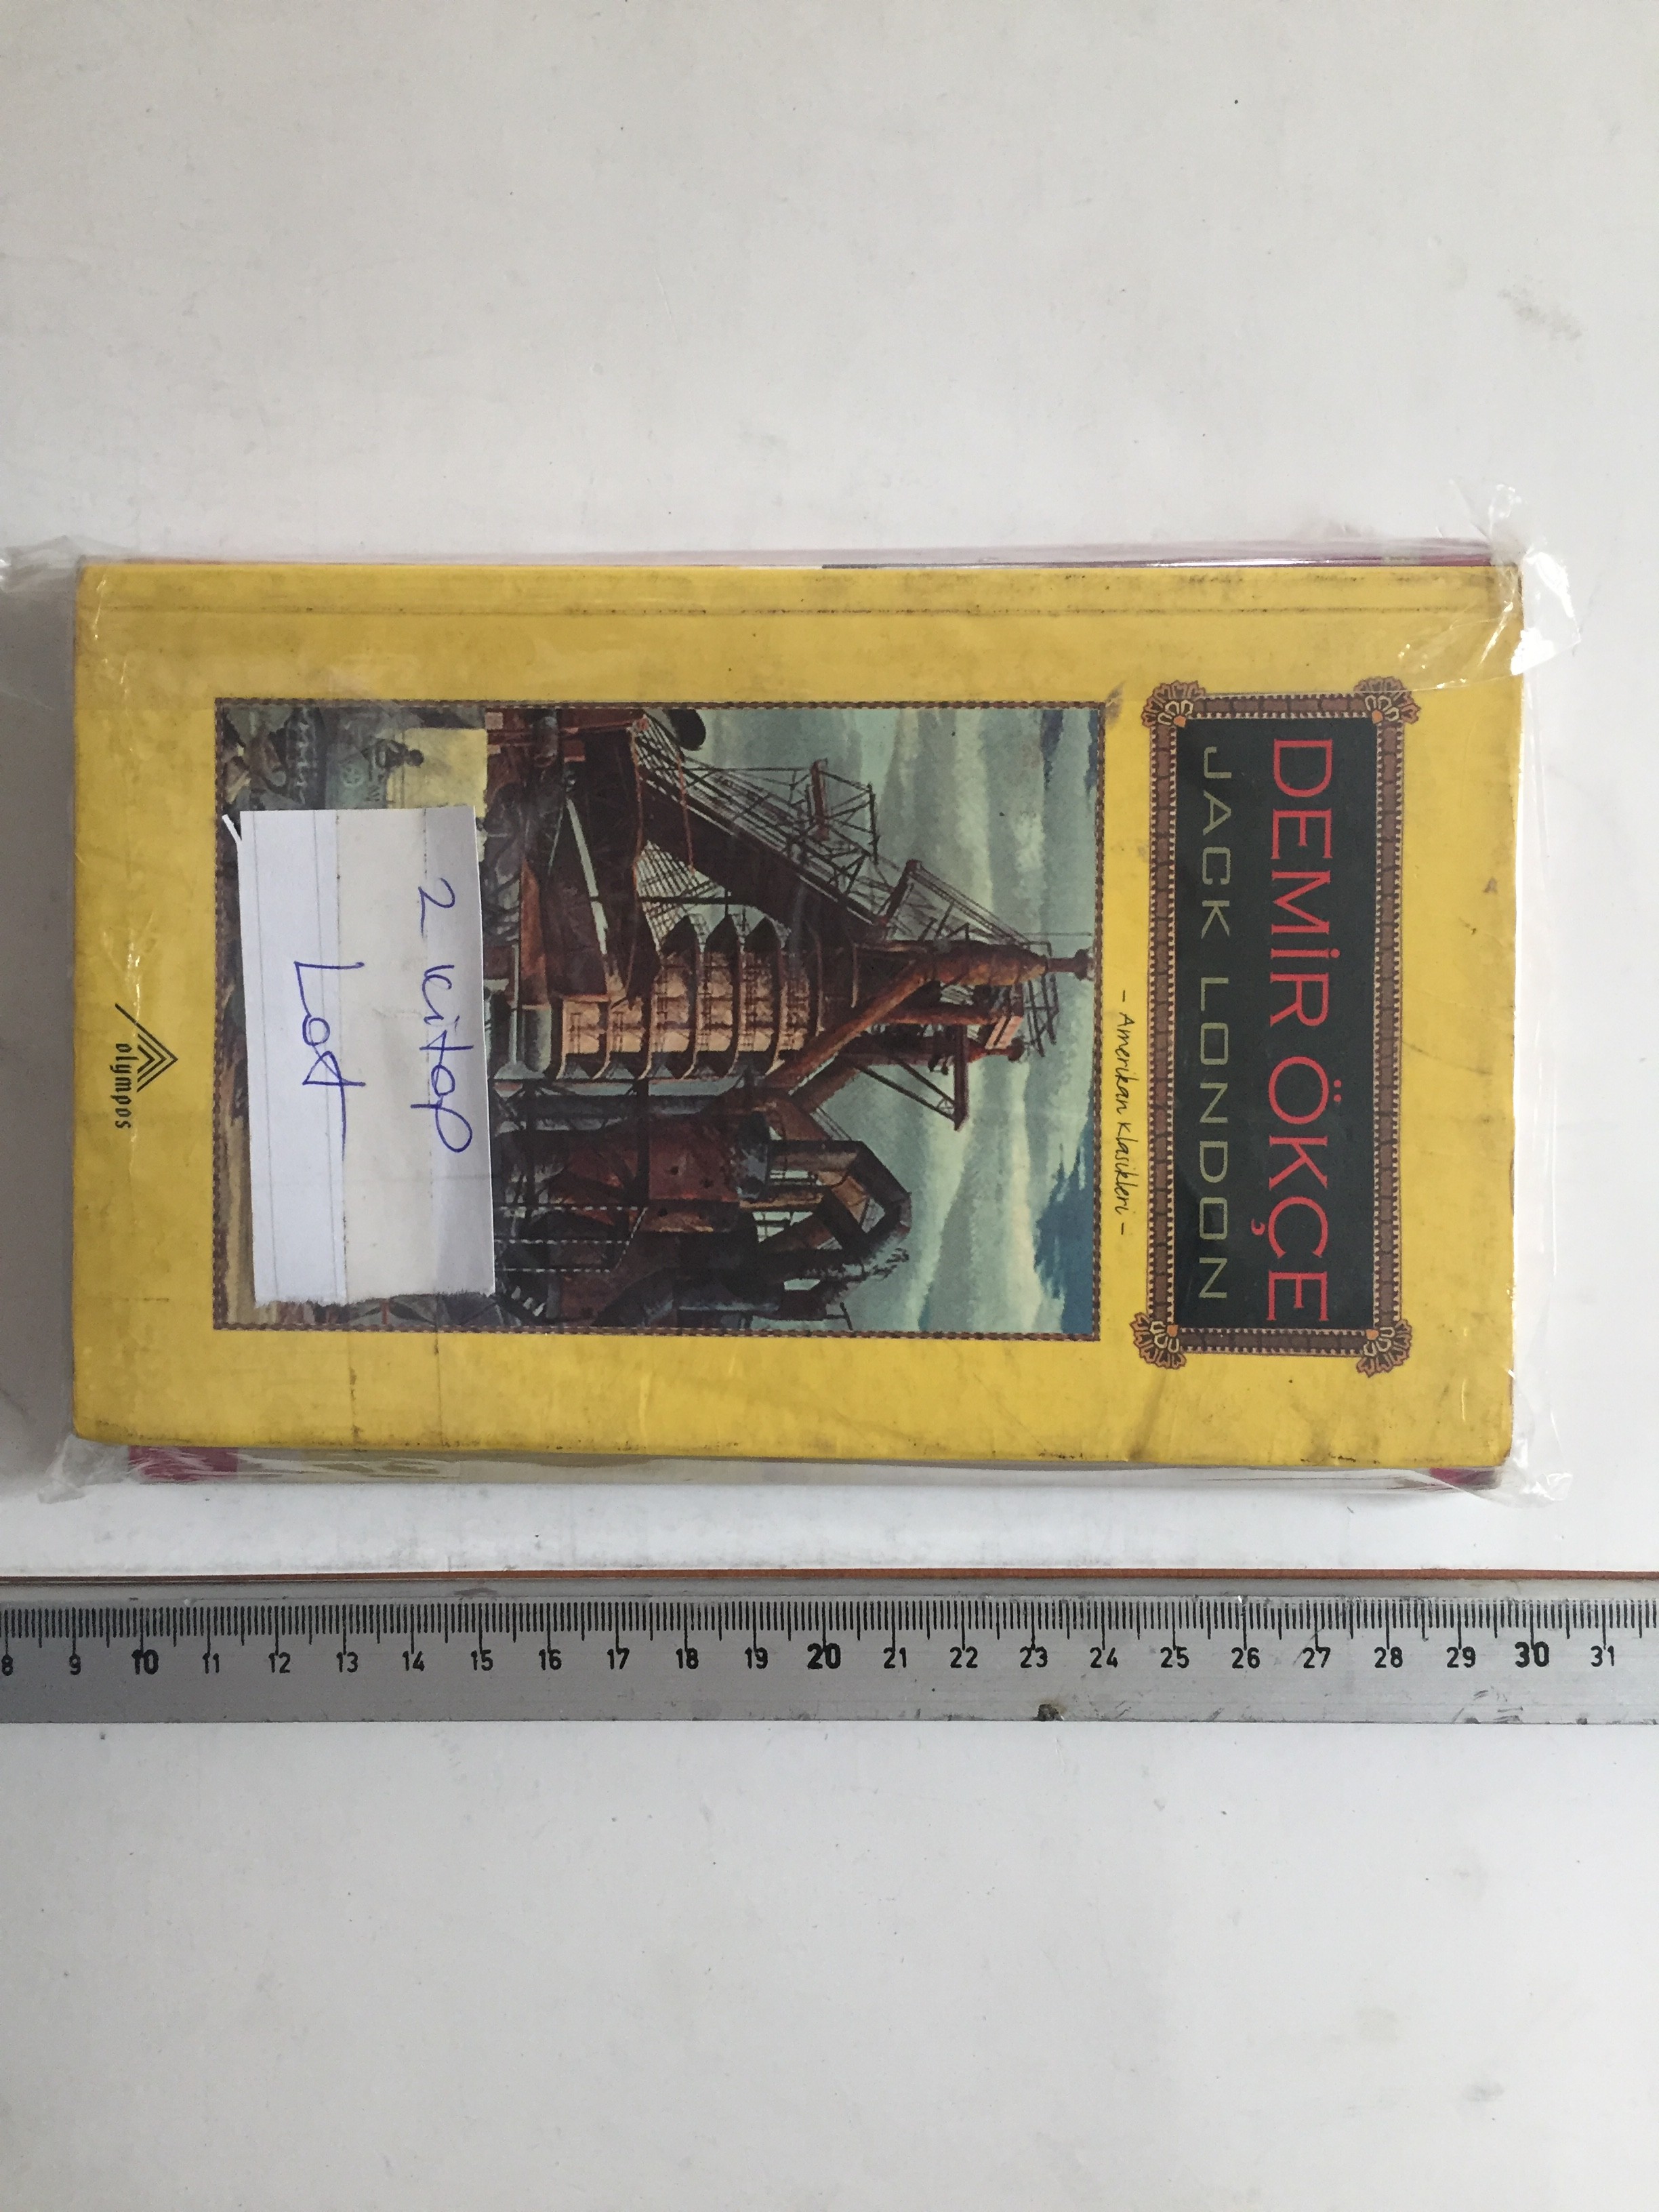 DEMİR ÖKÇE
JACK LONDON
- Amerikan Klasikleri -
2 kitap
Lot
olympos
8 9 10 11 12 13 14 15 16 17 18 19 20 21 22 23 24 25 26 27 28 29 30 31